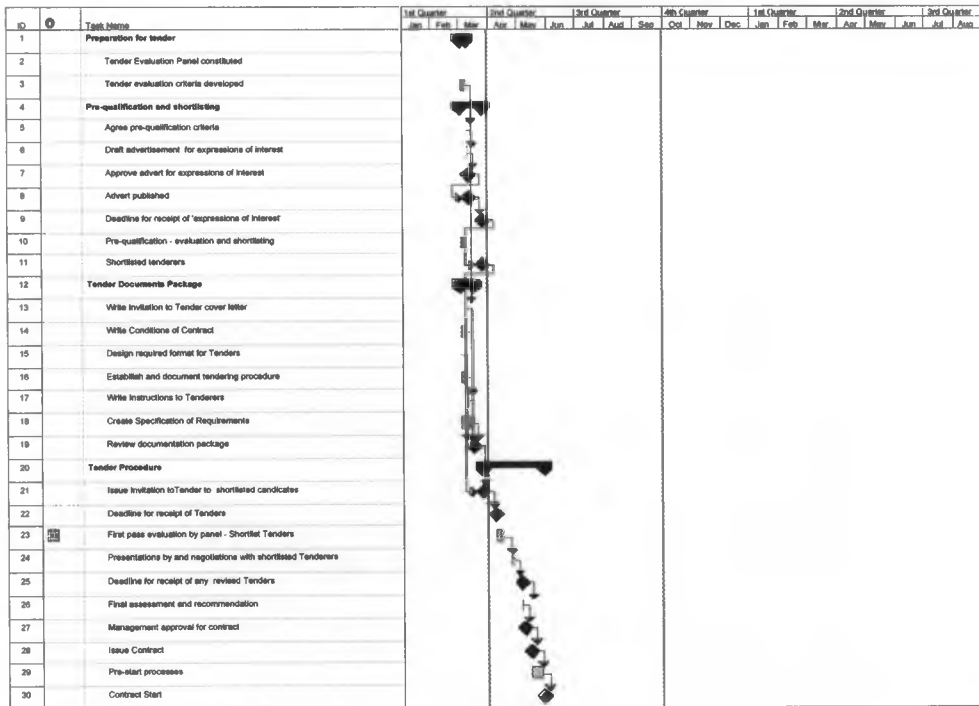 1st Quarter 2nd Quarter 3rd Quarter 4th Quarter 1st Quarter 2nd Quarter 3rd Quarter
ID Task Name Jan Feb Mar Apr May Jun Jul Aug Sep Oct Nov Dec Jan Feb Mar Apr May Jun Jul Aug
1 Preparation for tender
2 Tender Evaluation Panel constituted
3 Tender evaluation criteria developed
4 Pre-qualification and shortlisting
5 Agree pre-qualification criteria
6 Draft advertisement for expressions of interest
7 Approve advert for expressions of interest
8 Advert published
9 Deadline for receipt of 'expressions of interest'
10 Pre-qualification - evaluation and shortlisting
11 Shortlisted tenderers
12 Tender Documents Package
13 Write Invitation to Tender cover letter
14 Write Conditions of Contract
15 Design required format for Tenders
16 Establish and document tendering procedure
17 Write Instructions to Tenderers
18 Create Specification of Requirements
19 Review documentation package
20 Tender Procedure
21 Issue Invitation toTender to shortlisted candicates
22 Deadline for receipt of Tenders
23 First pass evaluation by panel - Shortlist Tenders
24 Presentations by and negotiations with shortlisted Tenderers
25 Deadline for receipt of any revised Tenders
26 Final assessment and recommendation
27 Management approval for contract
28 Issue Contract
29 Pre-start processes
30 Contract Start